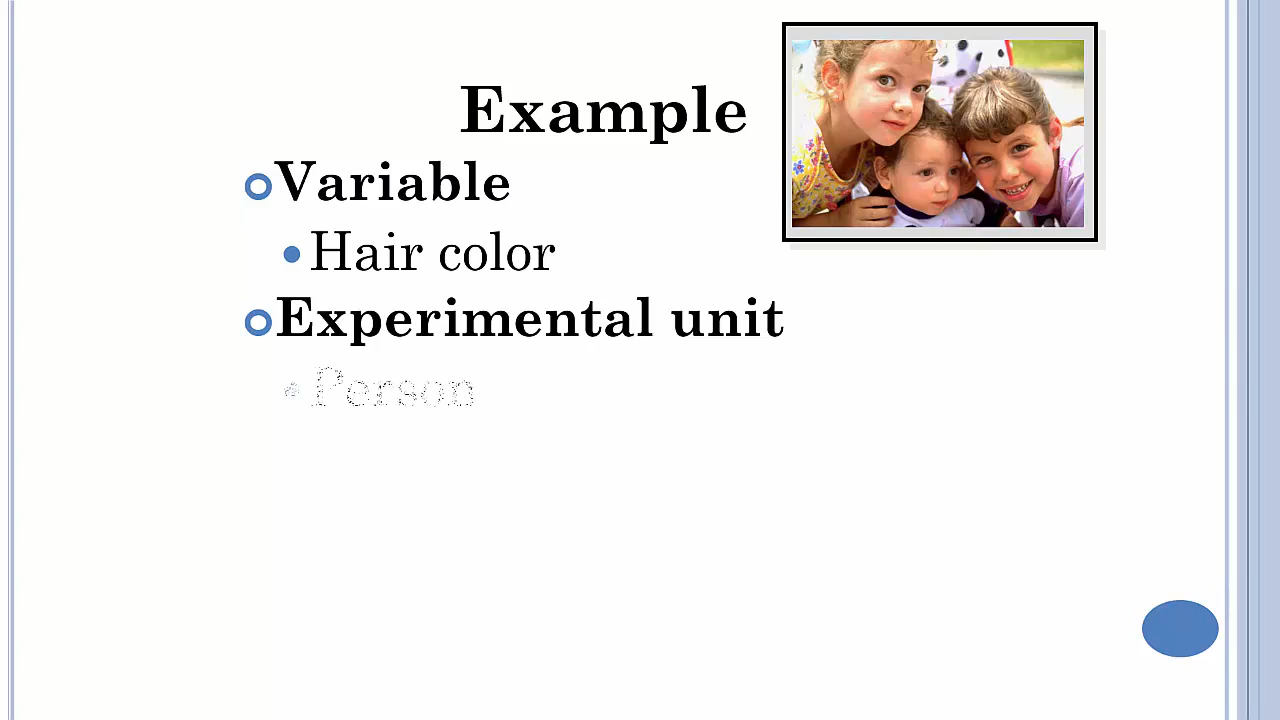 Example
Variable
Hair color
Experimental unit
Person